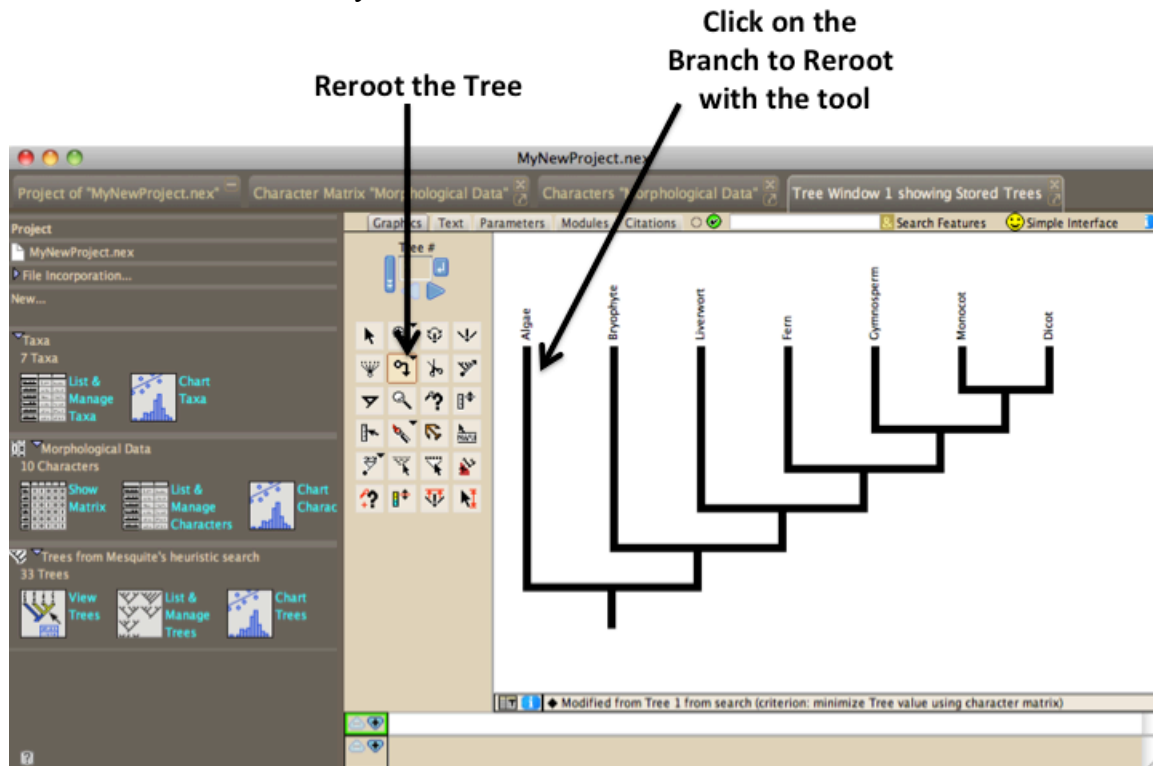 Click on the
Branch to Reroot
with the tool
Reroot the Tree
MyNewProject.nex
Project of "MyNewProject.nex"
Character Matrix "Morphological Data"
Characters "Morphological Data"
Tree Window 1 showing Stored Trees
Graphics Text Parameters Modules Citations
Search Features
Simple Interface
Project
MyNewProject.nex
File Incorporation...
New...
Taxa
7 Taxa
List &
Manage
Taxa
Chart
Taxa
Morphological Data
10 Characters
Show
Matrix
List &
Manage
Characters
Chart
Charac
Trees from Mesquite's heuristic search
33 Trees
View
Trees
List &
Manage
Trees
Chart
Trees
Tree #
Algae
Bryophyte
Liverwort
Fern
Gymnosperm
Monocot
Dicot
Modified from Tree 1 from search (criterion: minimize Tree value using character matrix)